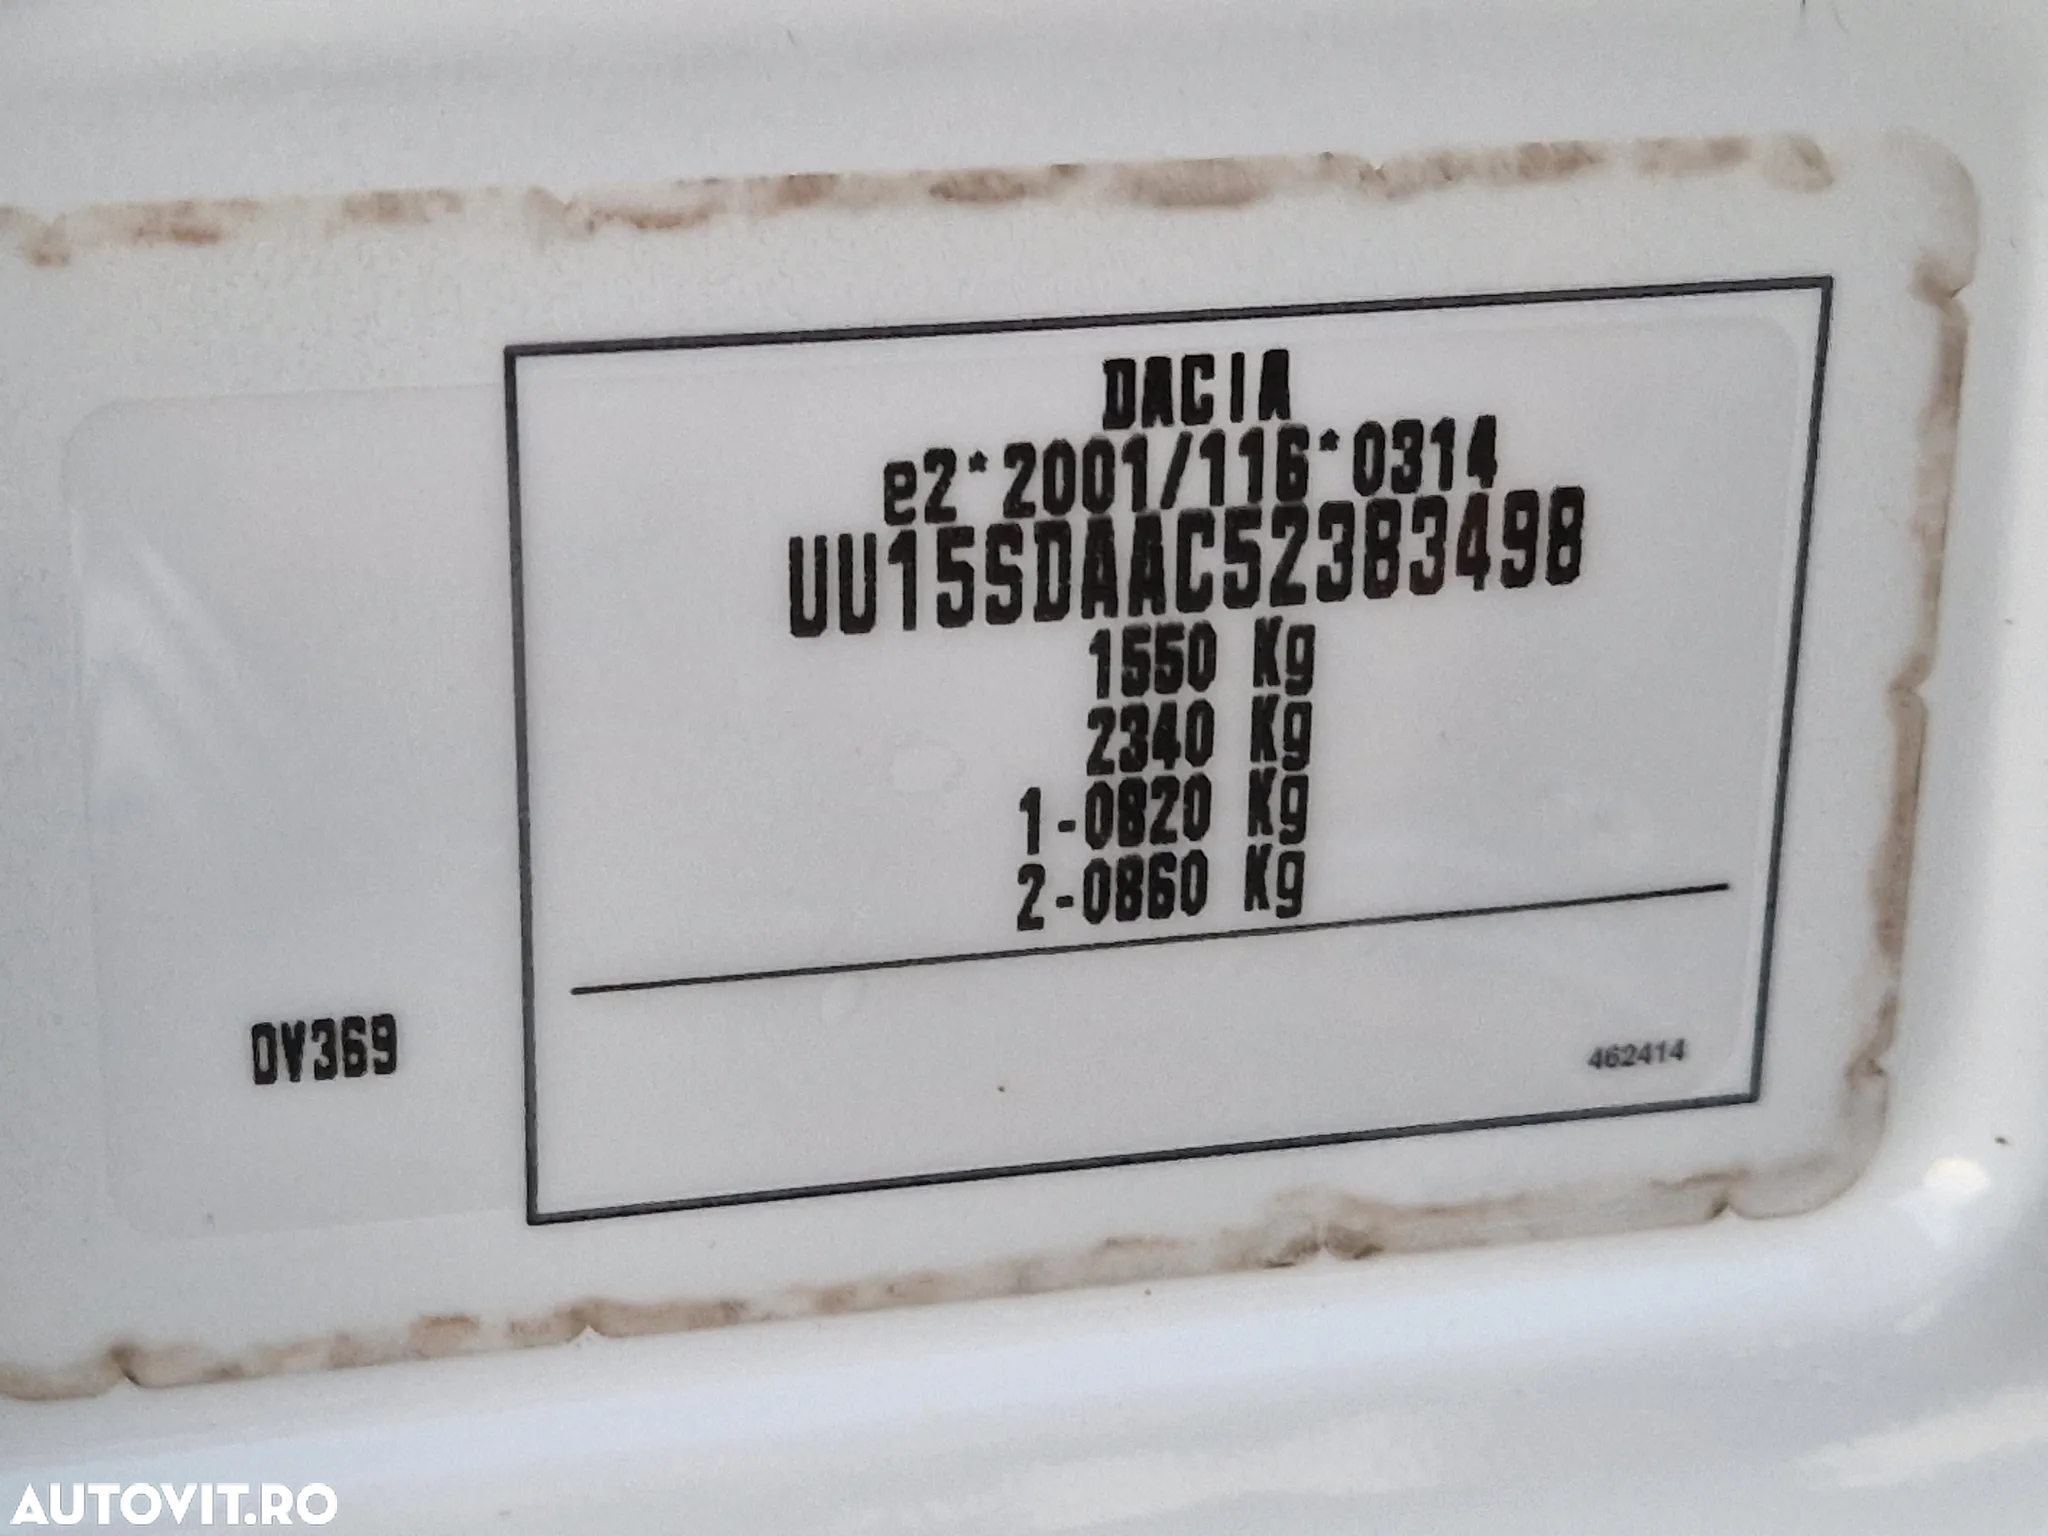 DACIA
e2*2001/116*0314
UU15SDAAC52383498
1550 Kg
2340 Kg
1-0820 Kg
2-0860 Kg
0V369
462414
AUTOVIT.RO